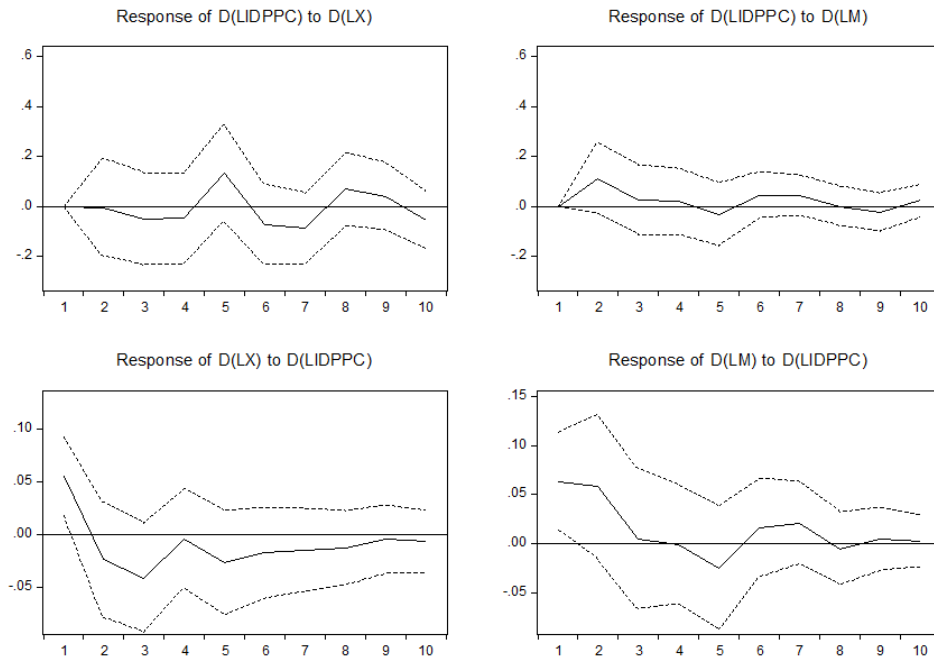 Response of D(LIDPPC) to D(LX)
.6
.4
.2
.0
-.2
1 2 3 4 5 6 7 8 9 10
Response of D(LIDPPC) to D(LM)
.6
.4
.2
.0
-.2
1 2 3 4 5 6 7 8 9 10
Response of D(LX) to D(LIDPPC)
.10
.05
.00
-.05
1 2 3 4 5 6 7 8 9 10
Response of D(LM) to D(LIDPPC)
.15
.10
.05
.00
-.05
1 2 3 4 5 6 7 8 9 10